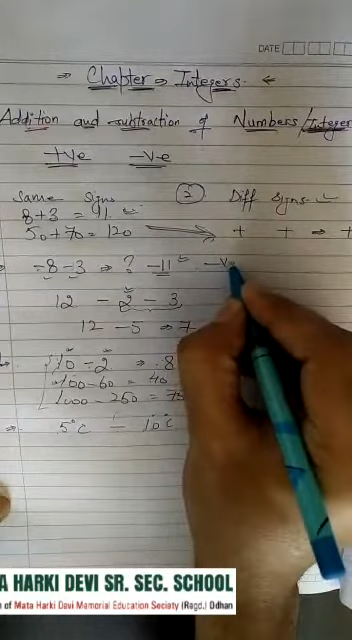 DATE
⇒ Chapter ⇒ Integers ←
Addition and subtraction of Numbers/Integer
+ve -ve
Same Signs
8+3 = 11
50+70 = 120
② Diff Signs
+ + ⇒ +
-8-3 ⇒ ? -11 -ve
12 - 2 - 3
12 - 5 → 7
10 - 2 ⇒ 8
100-60 = 40
1000-250 = 75
⇒ 5°C - 10°C
A HARKI DEVI SR. SEC. SCHOOL
n of Mata Harki Devi Memorial Education Society (Regd.) Odhan